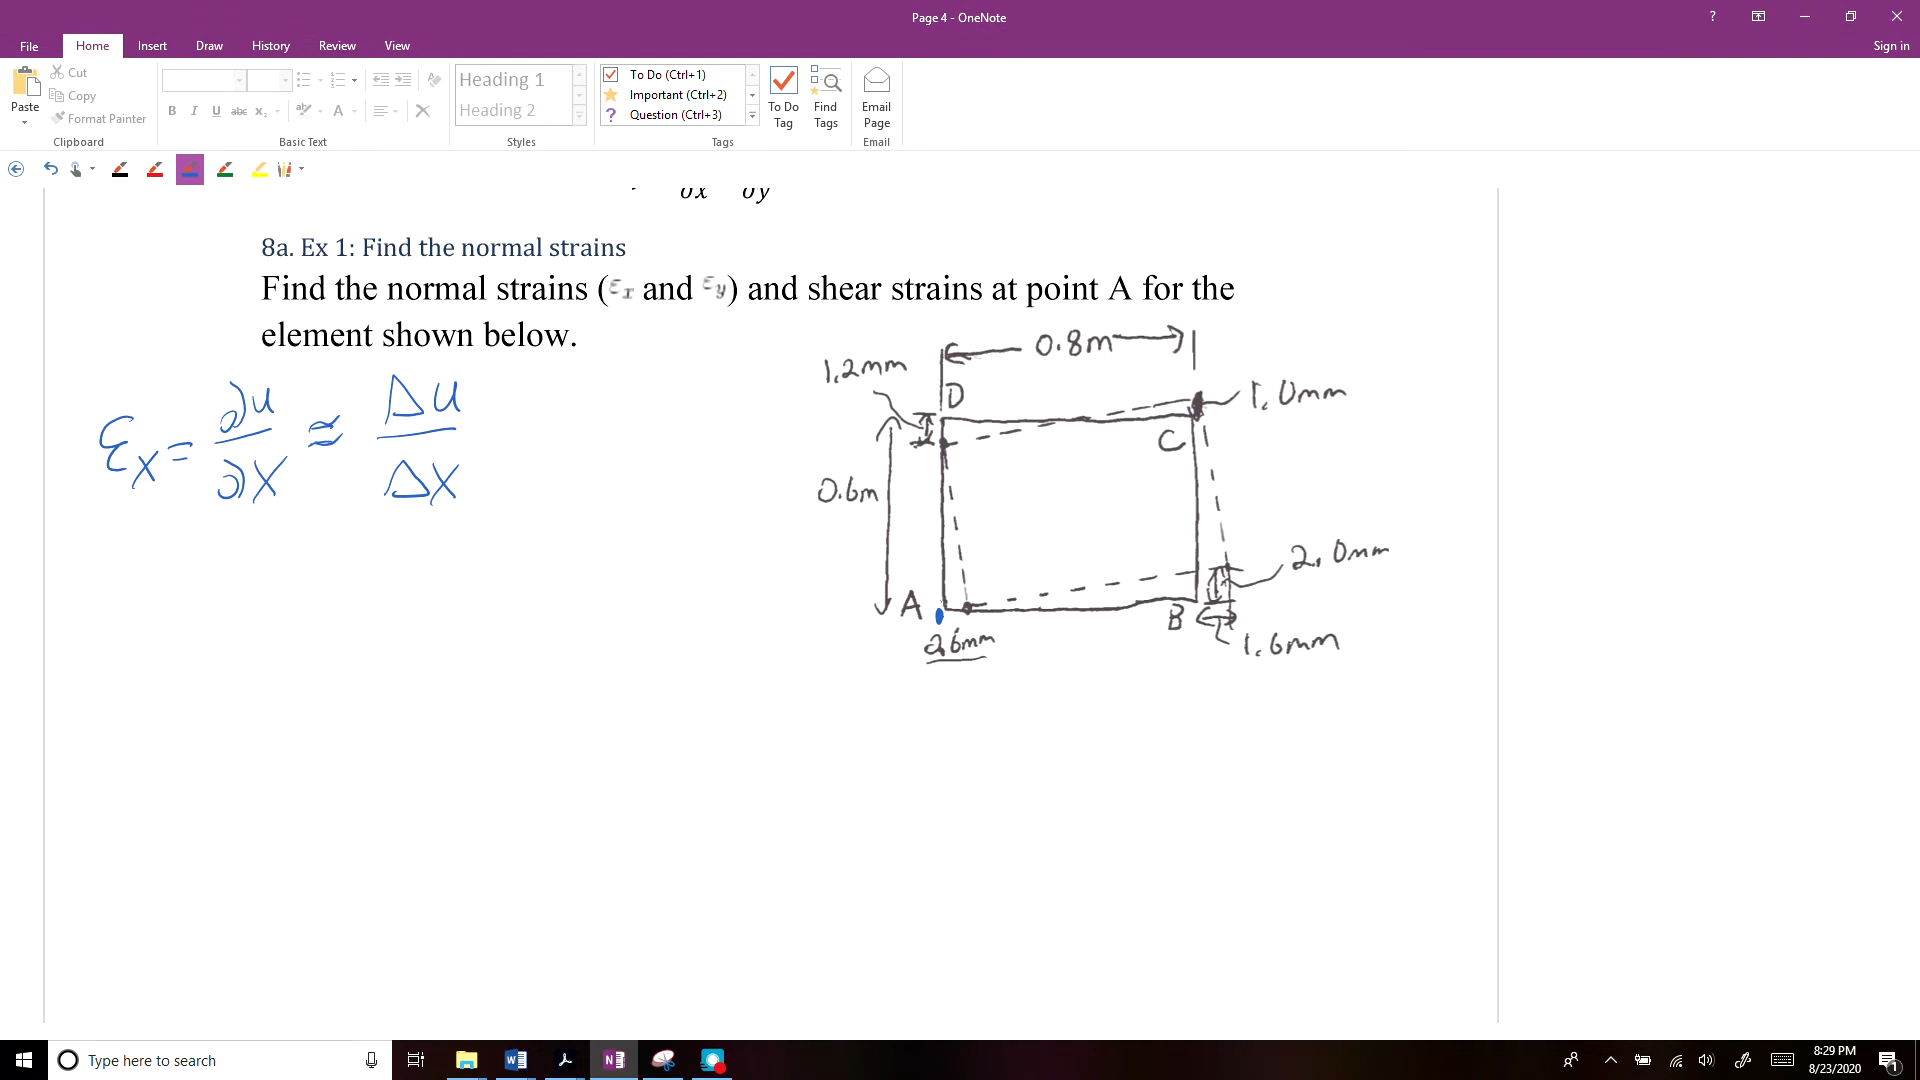 Page 4 - OneNote
?
File Home Insert Draw History Review View
Sign in
Paste
Cut
Copy
Format Painter
Clipboard
B I U abc x₂ A
Basic Text
Heading 1
Heading 2
Styles
To Do (Ctrl+1)
Important (Ctrl+2)
Question (Ctrl+3)
To Do Tag
Find Tags
Tags
Email Page
Email
∂x ∂y
8a. Ex 1: Find the normal strains
Find the normal strains (εx and εy) and shear strains at point A for the
element shown below.
εx = ∂u/∂x ≈ Δu/Δx
0.8m
1.2mm
D
1.0mm
C
0.6m
2.0mm
A
B
1.6mm
Type here to search
8:29 PM
8/23/2020
1